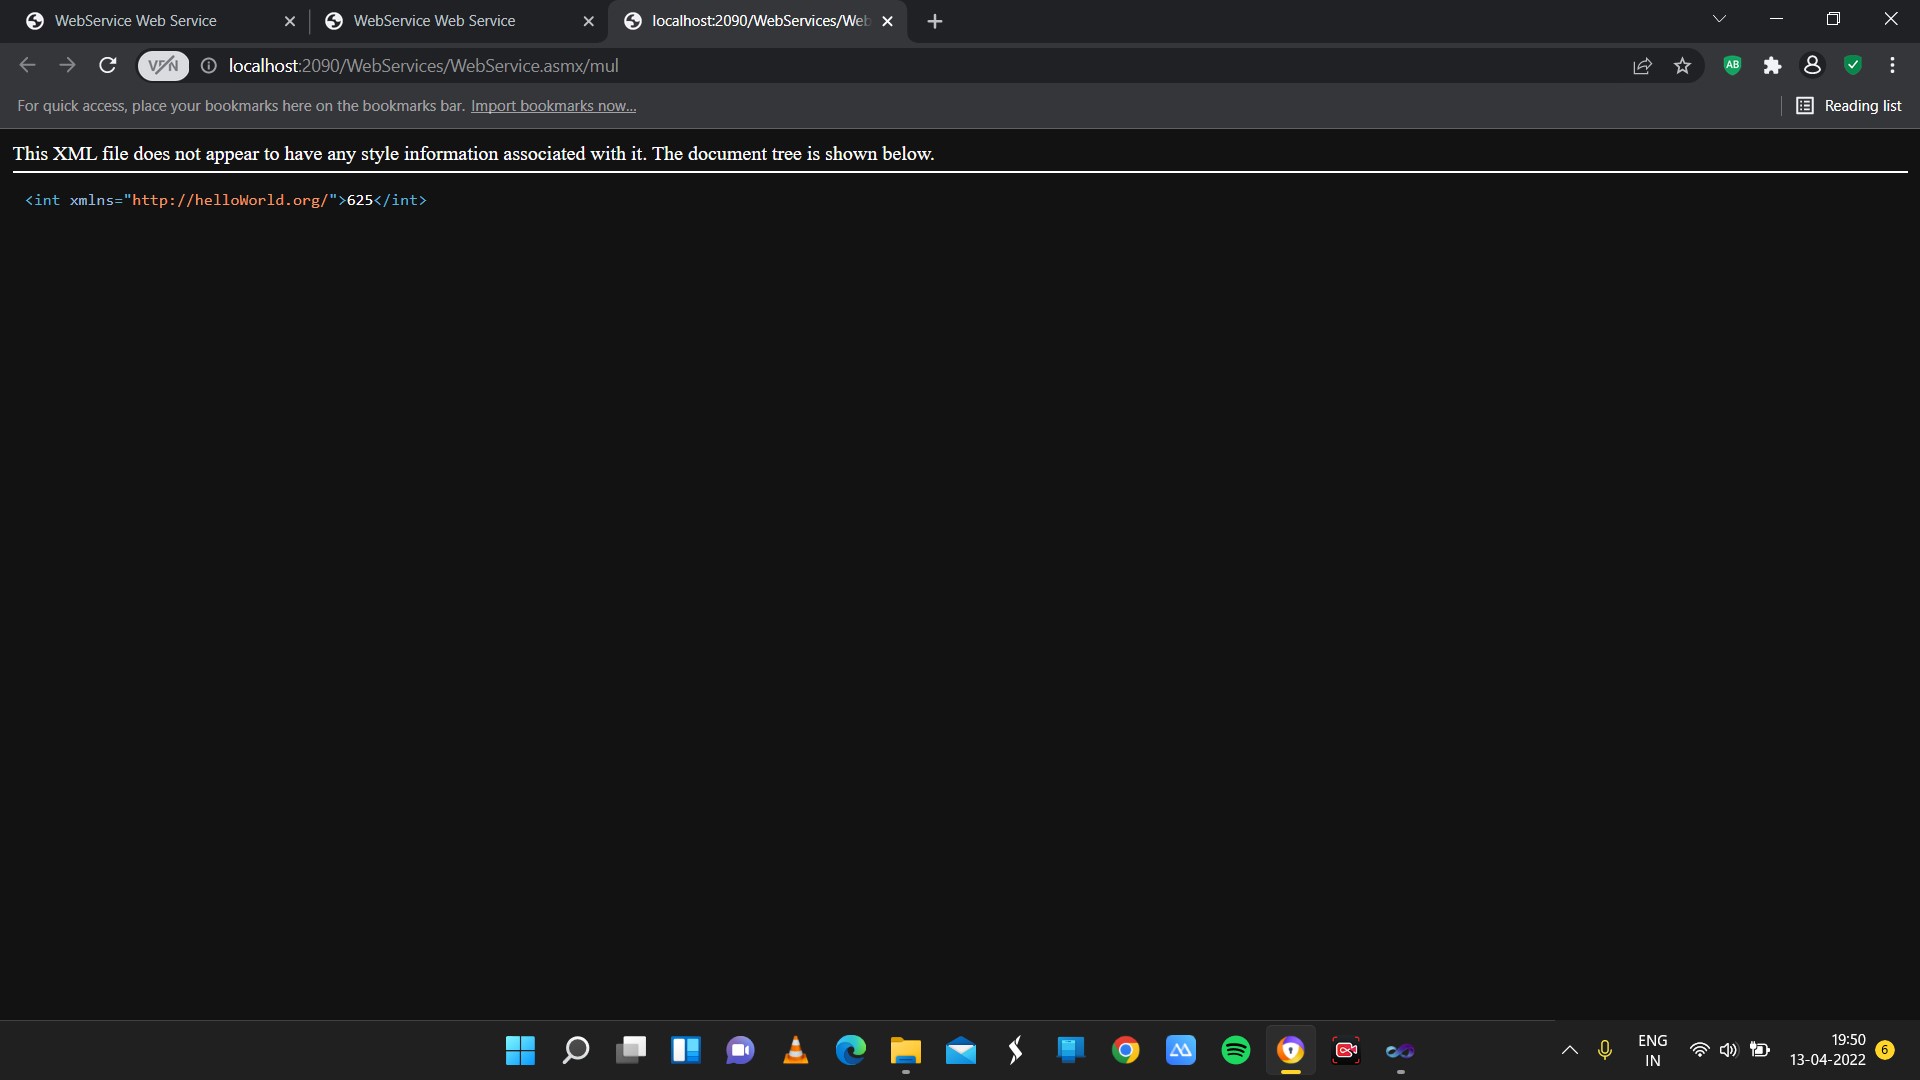 WebService Web Service
WebService Web Service
localhost:2090/WebServices/Web
VPN
localhost:2090/WebServices/WebService.asmx/mul
AB
For quick access, place your bookmarks here on the bookmarks bar. Import bookmarks now...
Reading list
This XML file does not appear to have any style information associated with it. The document tree is shown below.
<int xmlns="http://helloWorld.org/">625</int>
ENG
IN
19:50
13-04-2022
6